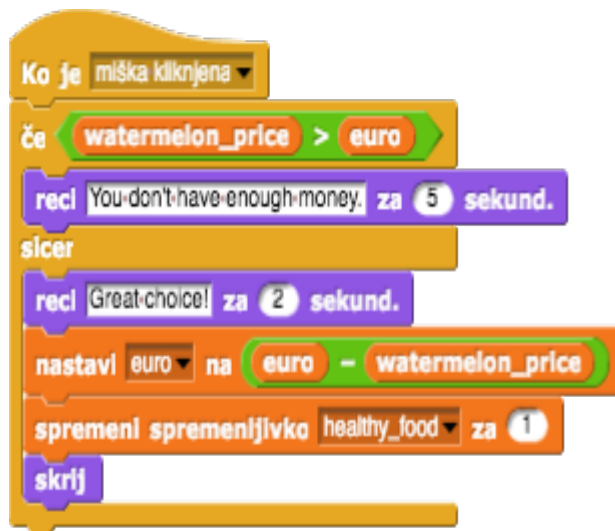 Ko je miška kliknjena
če watermelon_price > euro
reci You don't have enough money. za 5 sekund.
sicer
reci Great choice! za 2 sekund.
nastavi euro na euro - watermelon_price
spremeni spremenljivko healthy_food za 1
skrij